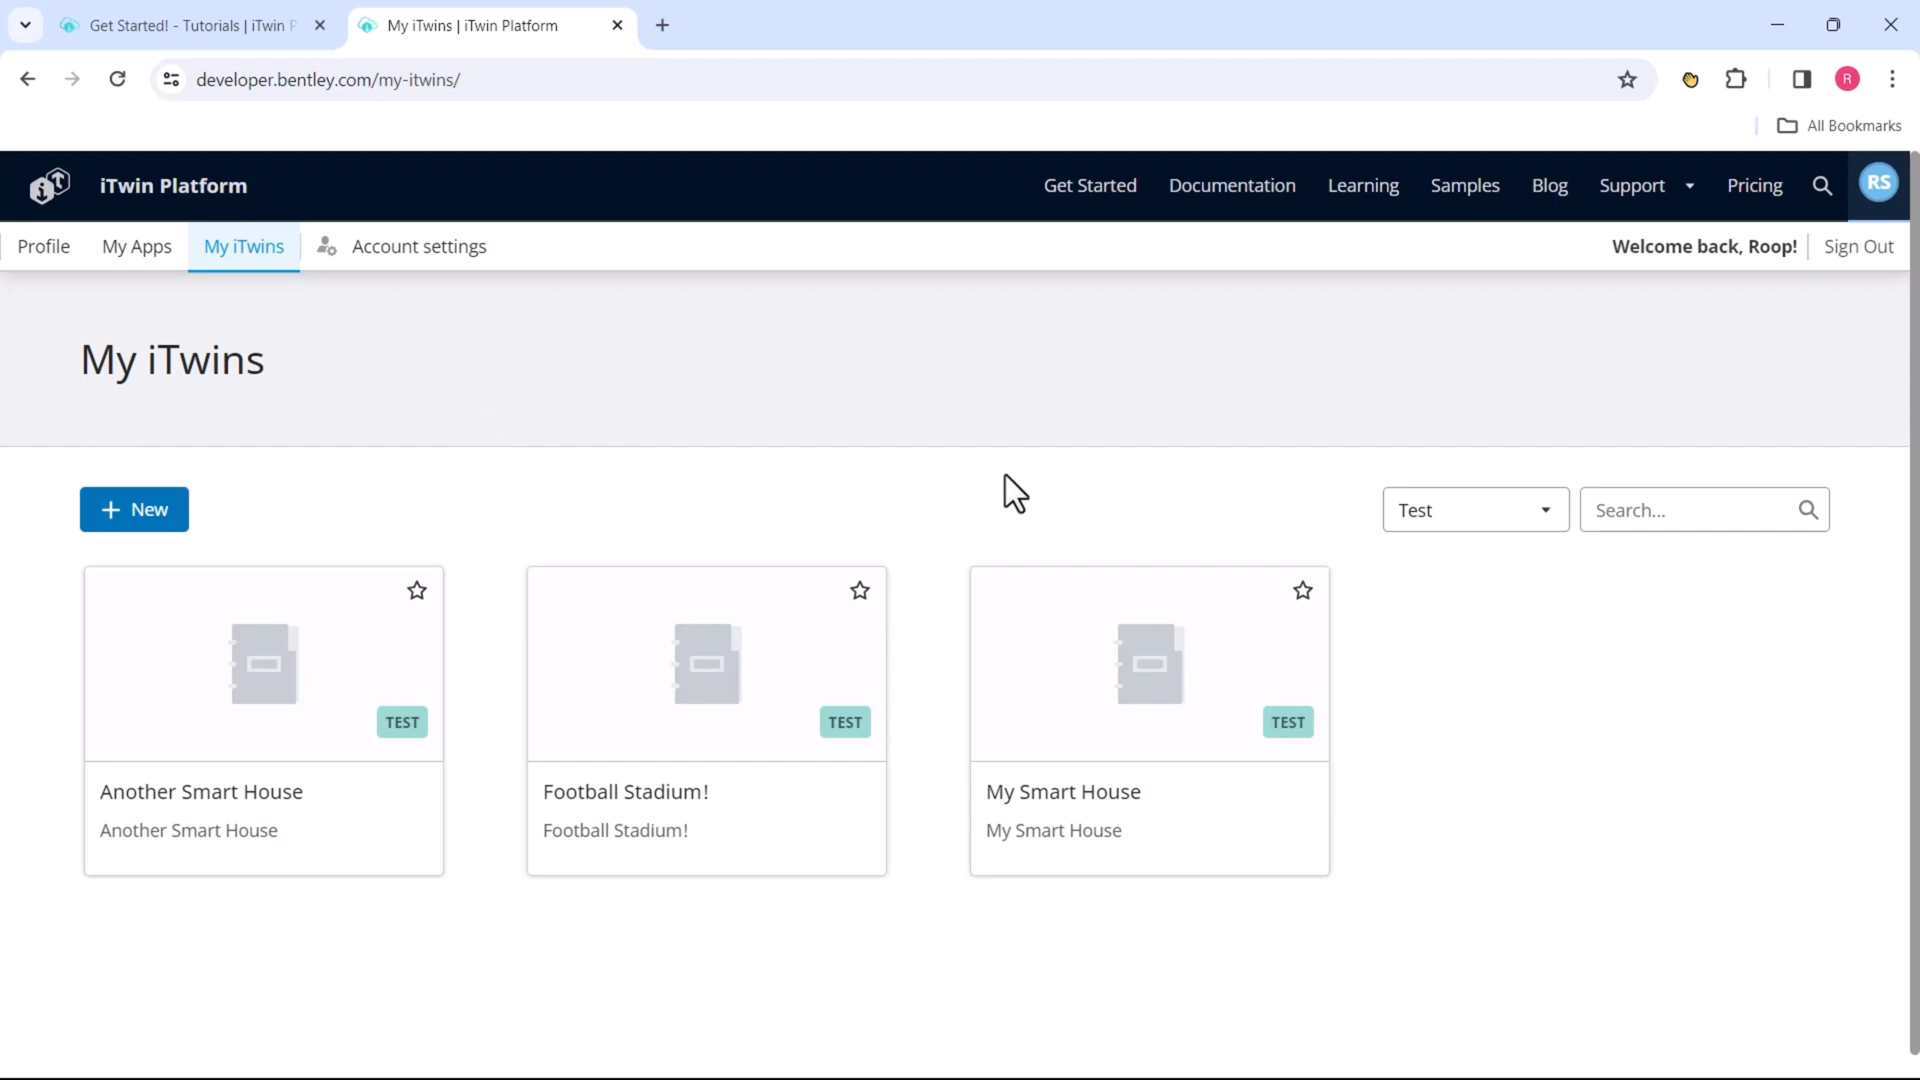 Get Started! - Tutorials | iTwin P
My iTwins | iTwin Platform
developer.bentley.com/my-itwins/
R
All Bookmarks
iTwin Platform
Get Started
Documentation
Learning
Samples
Blog
Support
Pricing
RS
Profile
My Apps
My iTwins
Account settings
Welcome back, Roop!
Sign Out
My iTwins
New
Test
Search...
TEST
TEST
TEST
Another Smart House
Another Smart House
Football Stadium!
Football Stadium!
My Smart House
My Smart House